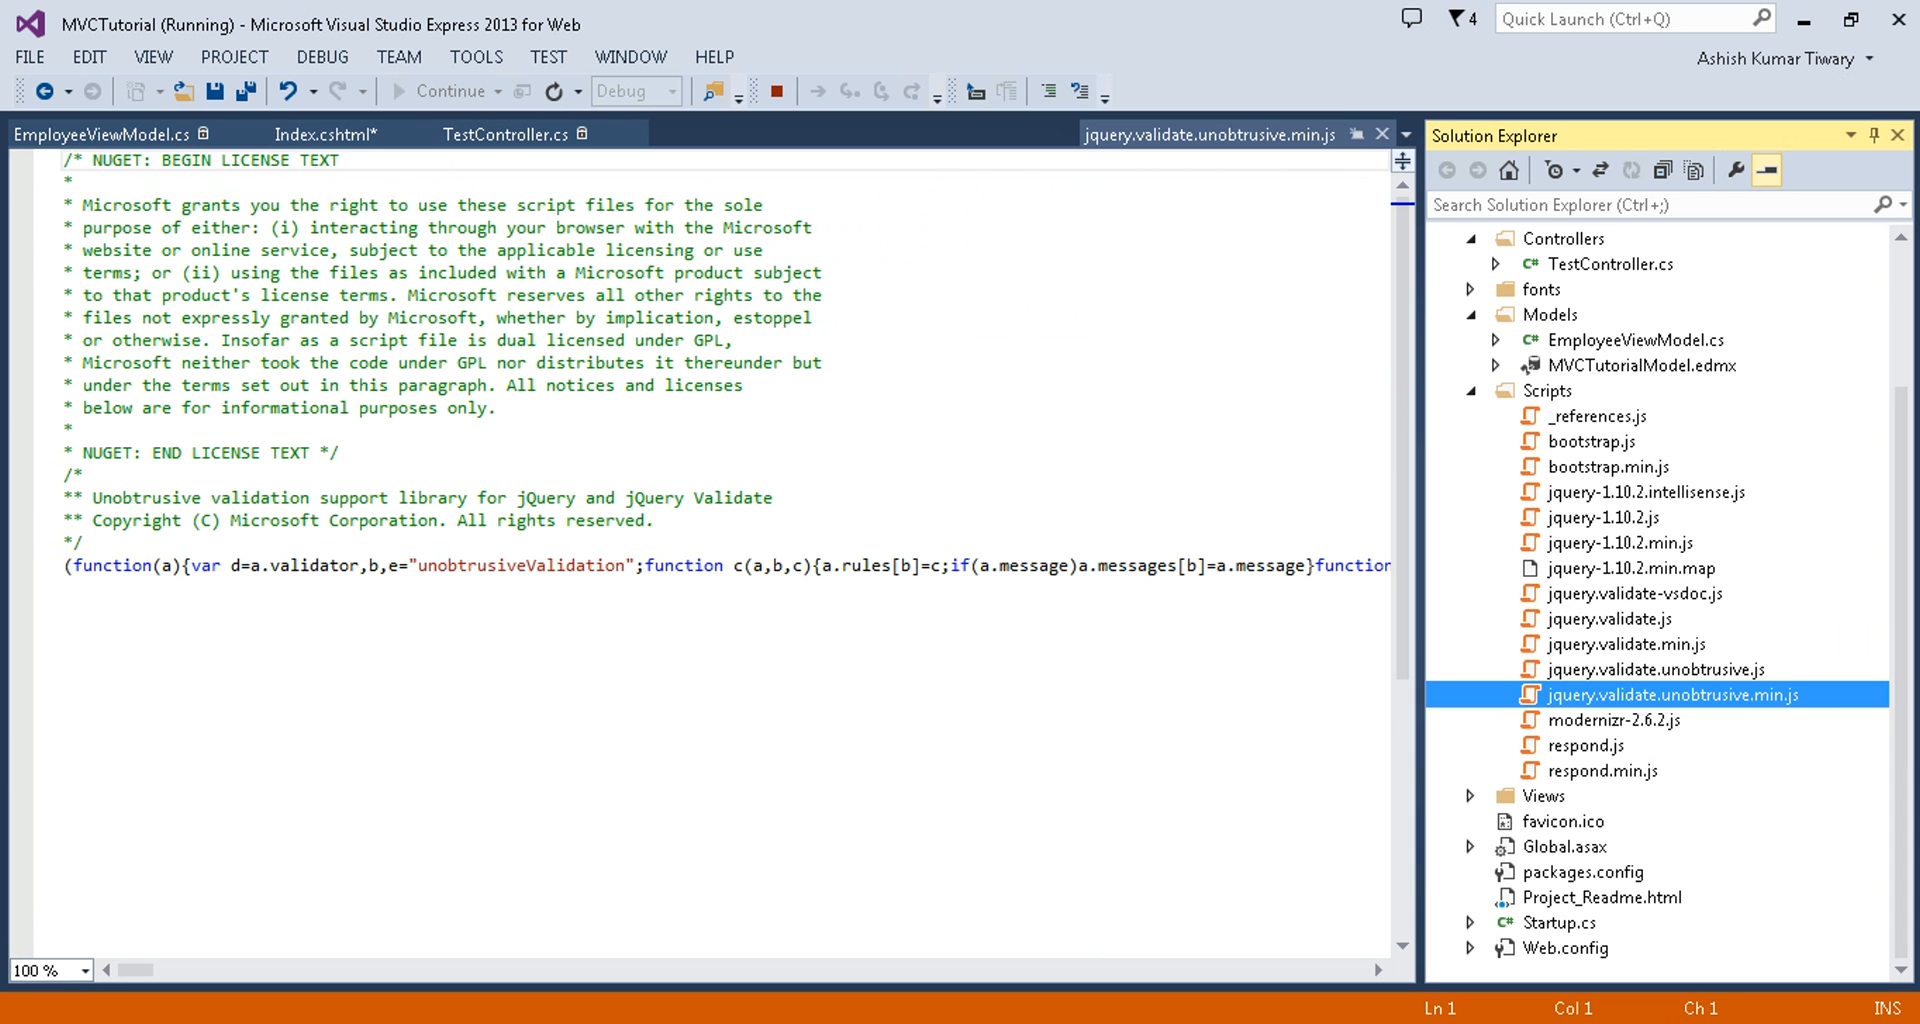 MVCTutorial (Running) - Microsoft Visual Studio Express 2013 for Web
4
Quick Launch (Ctrl+Q)
FILE EDIT VIEW PROJECT DEBUG TEAM TOOLS TEST WINDOW HELP
Ashish Kumar Tiwary
Continue
Debug
EmployeeViewModel.cs
Index.cshtml*
TestController.cs
jquery.validate.unobtrusive.min.js
/* NUGET: BEGIN LICENSE TEXT
*
* Microsoft grants you the right to use these script files for the sole
* purpose of either: (i) interacting through your browser with the Microsoft
* website or online service, subject to the applicable licensing or use
* terms; or (ii) using the files as included with a Microsoft product subject
* to that product's license terms. Microsoft reserves all other rights to the
* files not expressly granted by Microsoft, whether by implication, estoppel
* or otherwise. Insofar as a script file is dual licensed under GPL,
* Microsoft neither took the code under GPL nor distributes it thereunder but
* under the terms set out in this paragraph. All notices and licenses
* below are for informational purposes only.
*
* NUGET: END LICENSE TEXT */
/*
** Unobtrusive validation support library for jQuery and jQuery Validate
** Copyright (C) Microsoft Corporation. All rights reserved.
*/
(function(a){var d=a.validator,b,e="unobtrusiveValidation";function c(a,b,c){a.rules[b]=c;if(a.message)a.messages[b]=a.message}function
100 %
Solution Explorer
Search Solution Explorer (Ctrl+;)
Controllers
C# TestController.cs
fonts
Models
C# EmployeeViewModel.cs
MVCTutorialModel.edmx
Scripts
_references.js
bootstrap.js
bootstrap.min.js
jquery-1.10.2.intellisense.js
jquery-1.10.2.js
jquery-1.10.2.min.js
jquery-1.10.2.min.map
jquery.validate-vsdoc.js
jquery.validate.js
jquery.validate.min.js
jquery.validate.unobtrusive.js
jquery.validate.unobtrusive.min.js
modernizr-2.6.2.js
respond.js
respond.min.js
Views
favicon.ico
Global.asax
packages.config
Project_Readme.html
C# Startup.cs
Web.config
Ln 1 Col 1 Ch 1 INS